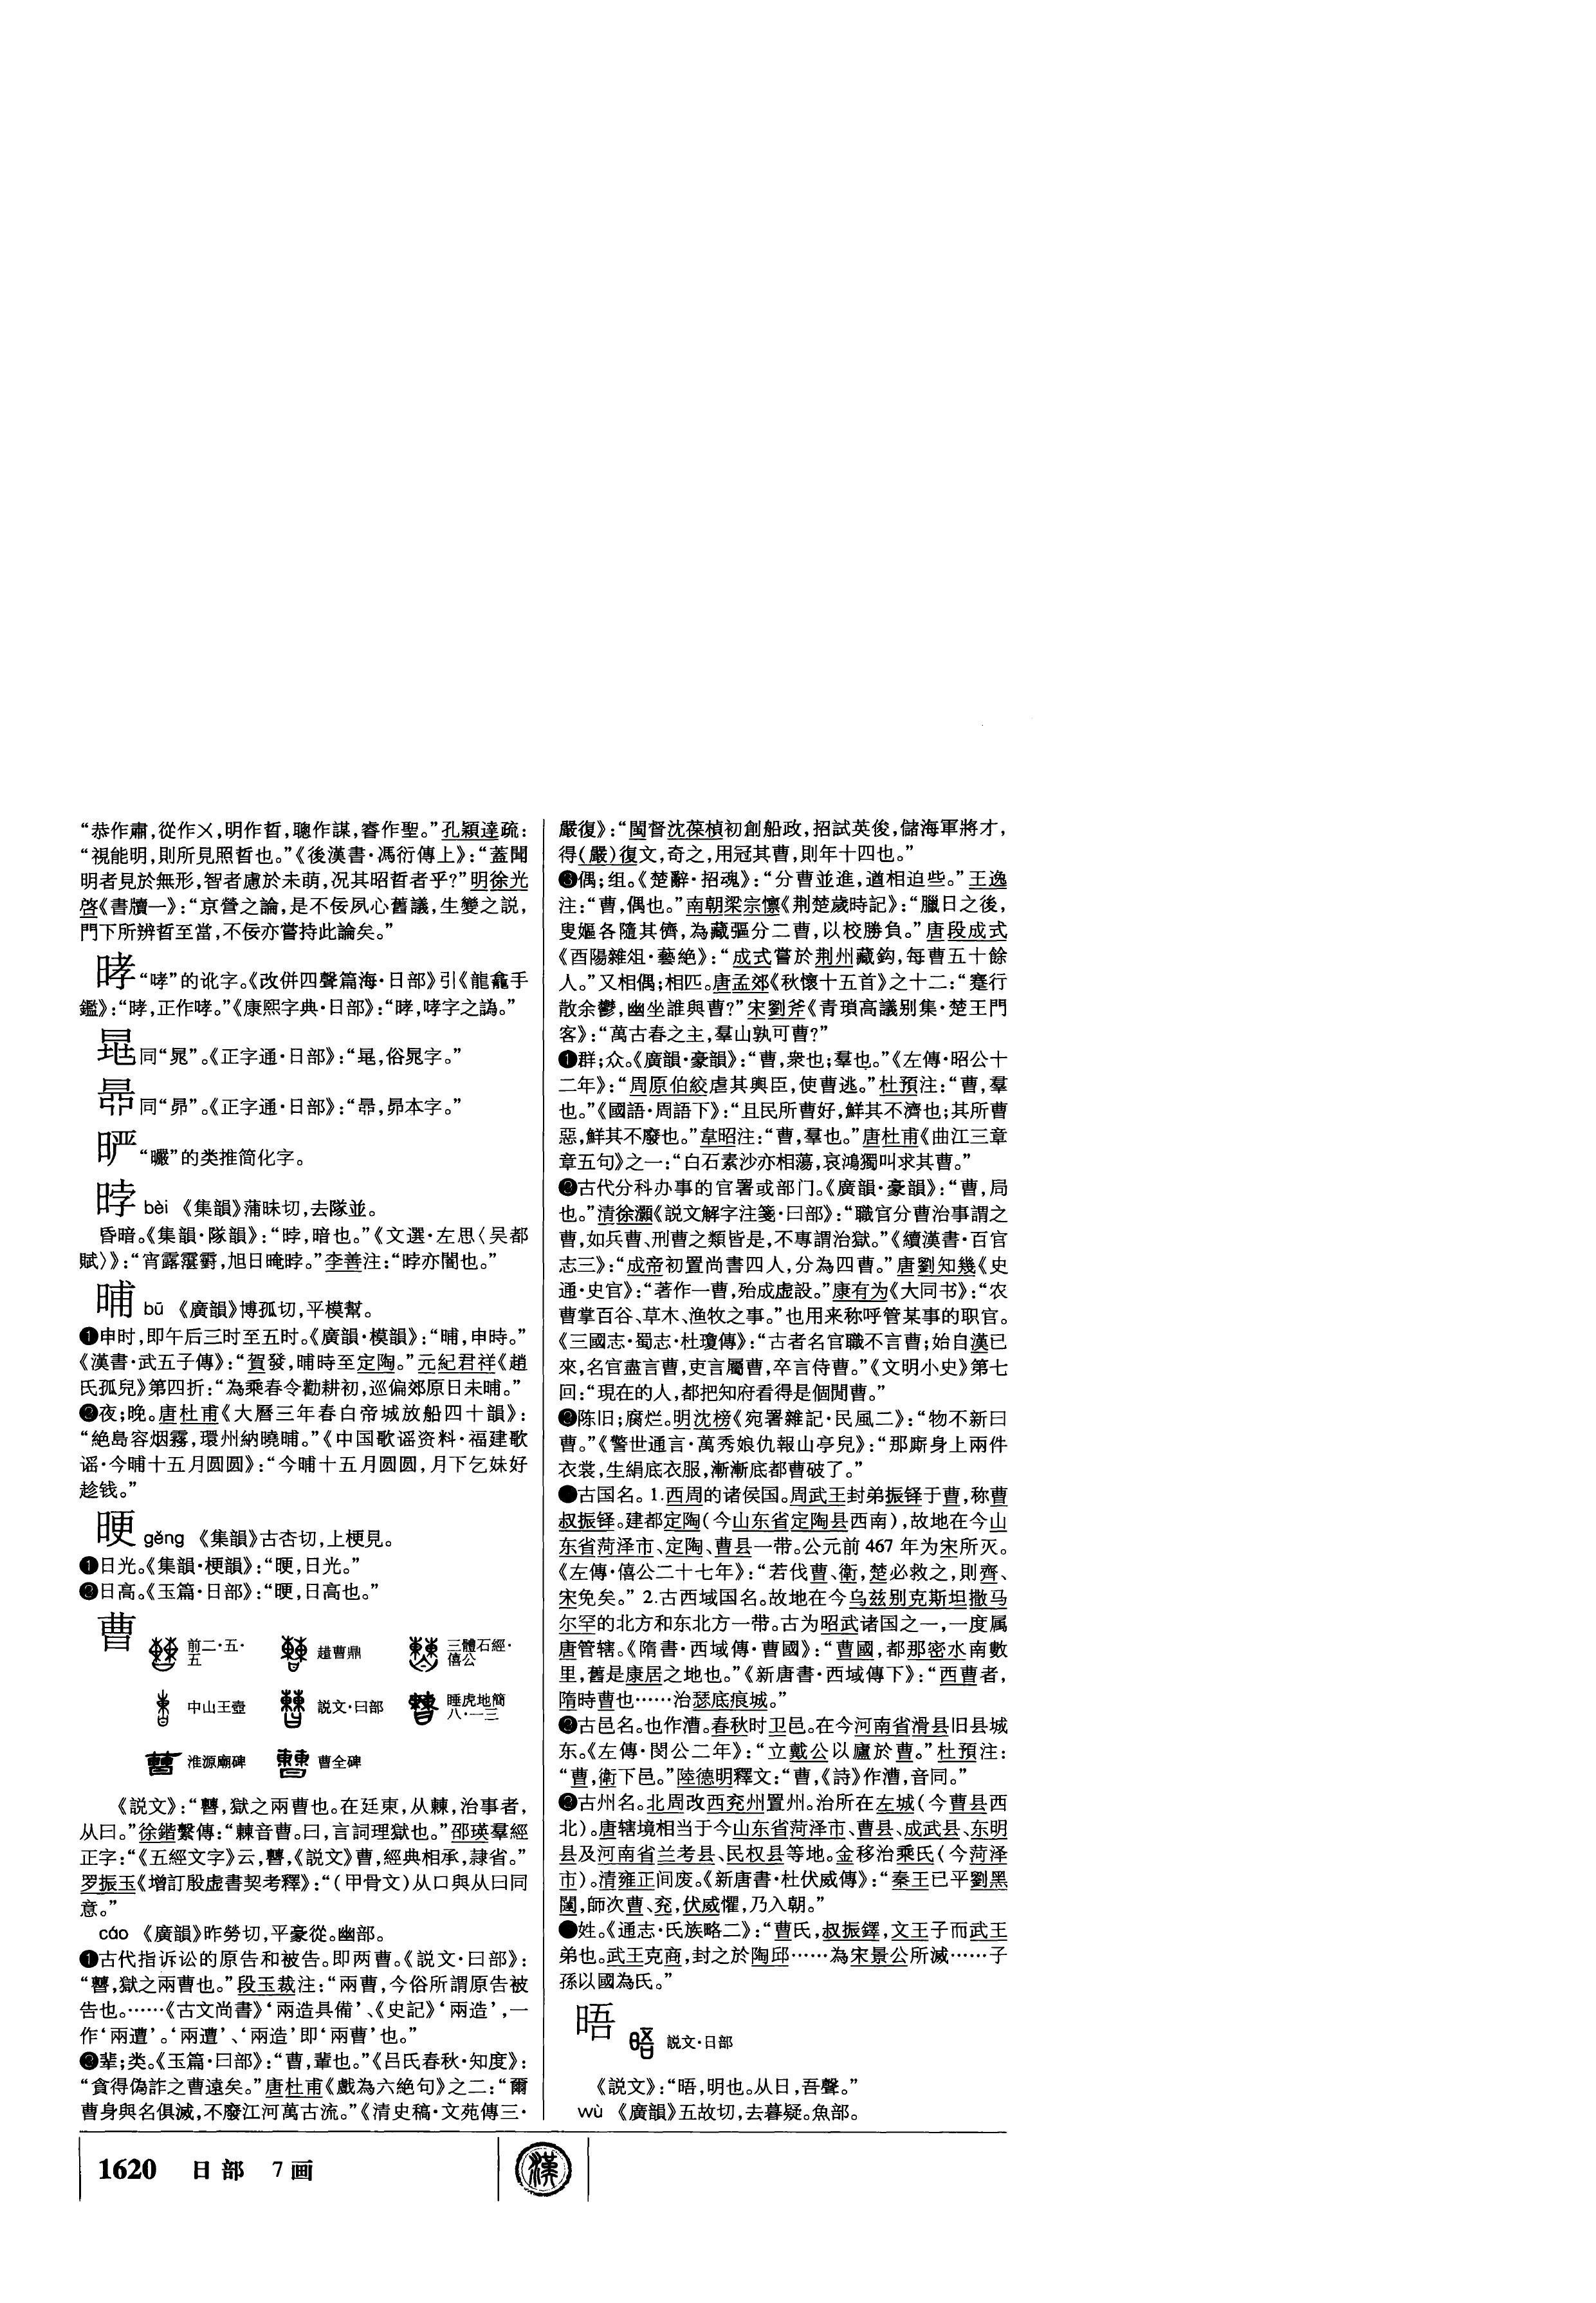 “恭作肅，從作乂，明作晢，聰作謀，睿作聖。”孔穎達疏：
“視能明，則所見照晢也。”《後漢書·馮衍傳上》：“蓋聞
明者見於無形，智者慮於未萌，况其昭晢者乎？”明徐光
啓《書牘一》：“京營之論，是不佞夙心舊議，生變之説，
門下所辨晢至當，不佞亦嘗持此論矣。”
“哮”的讹字。《改併四聲篇海·日部》引《龍龕手
鑑》：“ ，正作哮。”《康熙字典·日部》：“ ，哮字之譌。”
同“晁”。《正字通·日部》：“ ，俗晁字。”
同“昴”。《正字通·日部》：“ ，昴本字。”
“曮”的类推简化字。
㫲 bèi 《集韻》蒲昧切，去隊並。
昏暗。《集韻·隊韻》：“㫲，暗也。”《文選·左思〈吴都
賦〉》：“宵露霮䨴，旭日晻㫲。”李善注：“㫲亦闇也。”
晡 bū 《廣韻》博孤切，平模幫。
❶申时，即午后三时至五时。《廣韻·模韻》：“晡，申時。”
《漢書·武五子傳》：“賀發，晡時至定陶。”元紀君祥《趙
氏孤兒》第四折：“為乘春令勸耕初，巡偏郊原日未晡。”
❷夜；晚。唐杜甫《大曆三年春白帝城放船四十韻》：
“絶島容烟霧，環州納曉晡。”《中国歌谣资料·福建歌
谣·今晡十五月圆圆》：“今晡十五月圆圆，月下乞妹好
趁钱。”
㫰 gěng 《集韻》古杏切，上梗見。
❶日光。《集韻·梗韻》：“㫰，日光。”
❷日高。《玉篇·日部》：“㫰，日高也。”
曹 前二·五·五 趞曹鼎 三體石經·僖公
中山王壺 説文·曰部 睡虎地簡八·一三
淮源廟碑 曹全碑
《説文》：“𣍘，獄之兩曹也。在廷東，从㯥，治事者，
从曰。”徐鍇繫傳：“㯥音曹。曰，言詞理獄也。”邵瑛羣經
正字：“《五經文字》云，𣍘，《説文》曹，經典相承，隷省。”
罗振玉《增訂殷虚書契考釋》：“（甲骨文）从口與从曰同
意。”
cáo 《廣韻》昨勞切，平豪從。幽部。
❶古代指诉讼的原告和被告。即两曹。《説文·曰部》：
“𣍘，獄之兩曹也。”段玉裁注：“兩曹，今俗所謂原告被
告也。……《古文尚書》‘兩造具備’、《史記》‘兩造’，一
作‘兩遭’。‘兩遭’、‘兩造’即‘兩曹’也。”
❷辈；类。《玉篇·曰部》：“曹，輩也。”《吕氏春秋·知度》：
“貪得偽詐之曹遠矣。”唐杜甫《戲為六絶句》之二：“爾
曹身與名俱滅，不廢江河萬古流。”《清史稿·文苑傳三·
嚴復》：“閩督沈葆楨初創船政，招試英俊，儲海軍將才，
得（嚴）復文，奇之，用冠其曹，則年十四也。”
❸偶；组。《楚辭·招魂》：“分曹並進，遒相迫些。”王逸
注：“曹，偶也。”南朝梁宗懔《荆楚歲時記》：“臘日之後，
叟嫗各隨其儕，為藏彄分二曹，以校勝負。”唐段成式
《酉陽雜俎·藝絶》：“成式嘗於荆州藏鈎，每曹五十餘
人。”又相偶；相匹。唐孟郊《秋懷十五首》之十二：“蹇行
散余鬱，幽坐誰與曹？”宋劉斧《青瑣高議别集·楚王門
客》：“萬古春之主，羣山孰可曹？”
❶群；众。《廣韻·豪韻》：“曹，衆也；羣也。”《左傳·昭公十
二年》：“周原伯絞虐其輿臣，使曹逃。”杜預注：“曹，羣
也。”《國語·周語下》：“且民所曹好，鮮其不濟也；其所曹
惡，鮮其不廢也。”韋昭注：“曹，羣也。”唐杜甫《曲江三章
章五句》之一：“白石素沙亦相蕩，哀鴻獨叫求其曹。”
❷古代分科办事的官署或部门。《廣韻·豪韻》：“曹，局
也。”清徐灝《説文解字注箋·曰部》：“職官分曹治事謂之
曹，如兵曹、刑曹之類皆是，不專謂治獄。”《續漢書·百官
志三》：“成帝初置尚書四人，分為四曹。”唐劉知幾《史
通·史官》：“著作一曹，殆成虚設。”康有为《大同书》：“农
曹掌百谷、草木、渔牧之事。”也用来称呼管某事的职官。
《三國志·蜀志·杜瓊傳》：“古者名官職不言曹；始自漢已
來，名官盡言曹，吏言屬曹，卒言侍曹。”《文明小史》第七
回：“現在的人，都把知府看得是個閒曹。”
❸陈旧；腐烂。明沈榜《宛署雜記·民風二》：“物不新曰
曹。”《警世通言·萬秀娘仇報山亭兒》：“那廝身上兩件
衣裳，生絹底衣服，漸漸底都曹破了。”
●古国名。1.西周的诸侯国。周武王封弟振铎于曹，称曹
叔振铎。建都定陶（今山东省定陶县西南），故地在今山
东省菏泽市、定陶、曹县一带。公元前467年为宋所灭。
《左傳·僖公二十七年》：“若伐曹、衛，楚必救之，則齊、
宋免矣。”2.古西域国名。故地在今乌兹别克斯坦撒马
尔罕的北方和东北方一带。古为昭武诸国之一，一度属
唐管辖。《隋書·西域傳·曹國》：“曹國，都那密水南數
里，舊是康居之地也。”《新唐書·西域傳下》：“西曹者，
隋時曹也……治瑟底痕城。”
❷古邑名。也作漕。春秋时卫邑。在今河南省滑县旧县城
东。《左傳·閔公二年》：“立戴公以廬於曹。”杜預注：
“曹，衛下邑。”陸德明釋文：“曹，《詩》作漕，音同。”
❷古州名。北周改西兖州置州。治所在左城（今曹县西
北）。唐辖境相当于今山东省菏泽市、曹县、成武县、东明
县及河南省兰考县、民权县等地。金移治乘氏（今菏泽
市）。清雍正间废。《新唐書·杜伏威傳》：“秦王已平劉黑
闥，師次曹、兖，伏威懼，乃入朝。”
●姓。《通志·氏族略二》：“曹氏，叔振鐸，文王子而武王
弟也。武王克商，封之於陶邱……為宋景公所滅……子
孫以國為氏。”
晤 説文·日部
《説文》：“晤，明也。从日，吾聲。”
wù 《廣韻》五故切，去暮疑。魚部。
1620 日部 7画 漢